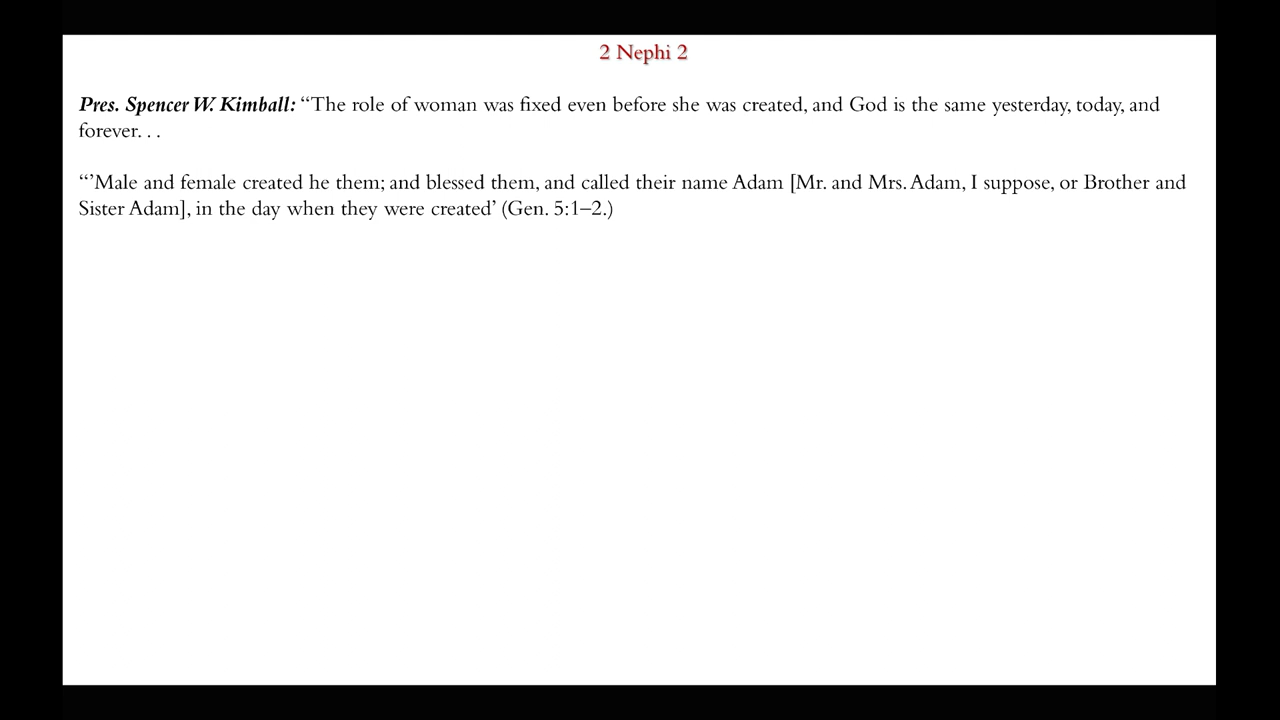 2 Nephi 2
Pres. Spencer W. Kimball: “The role of woman was fixed even before she was created, and God is the same yesterday, today, and
forever. . .
“’Male and female created he them; and blessed them, and called their name Adam [Mr. and Mrs. Adam, I suppose, or Brother and
Sister Adam], in the day when they were created’ (Gen. 5:1–2.)